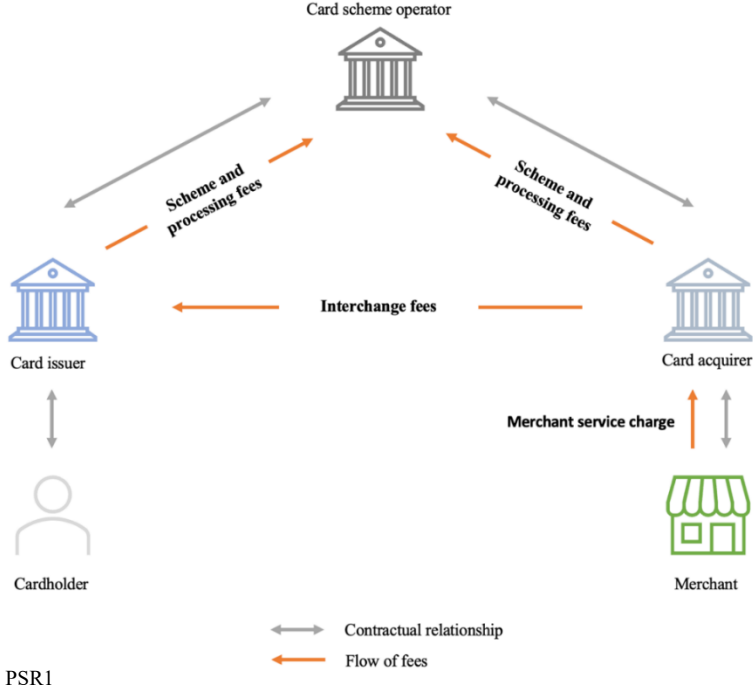 Card scheme operator
Scheme and
processing fees
Scheme and
processing fees
Interchange fees
Card issuer
Card acquirer
Merchant service charge
Cardholder
Merchant
Contractual relationship
Flow of fees
PSR1